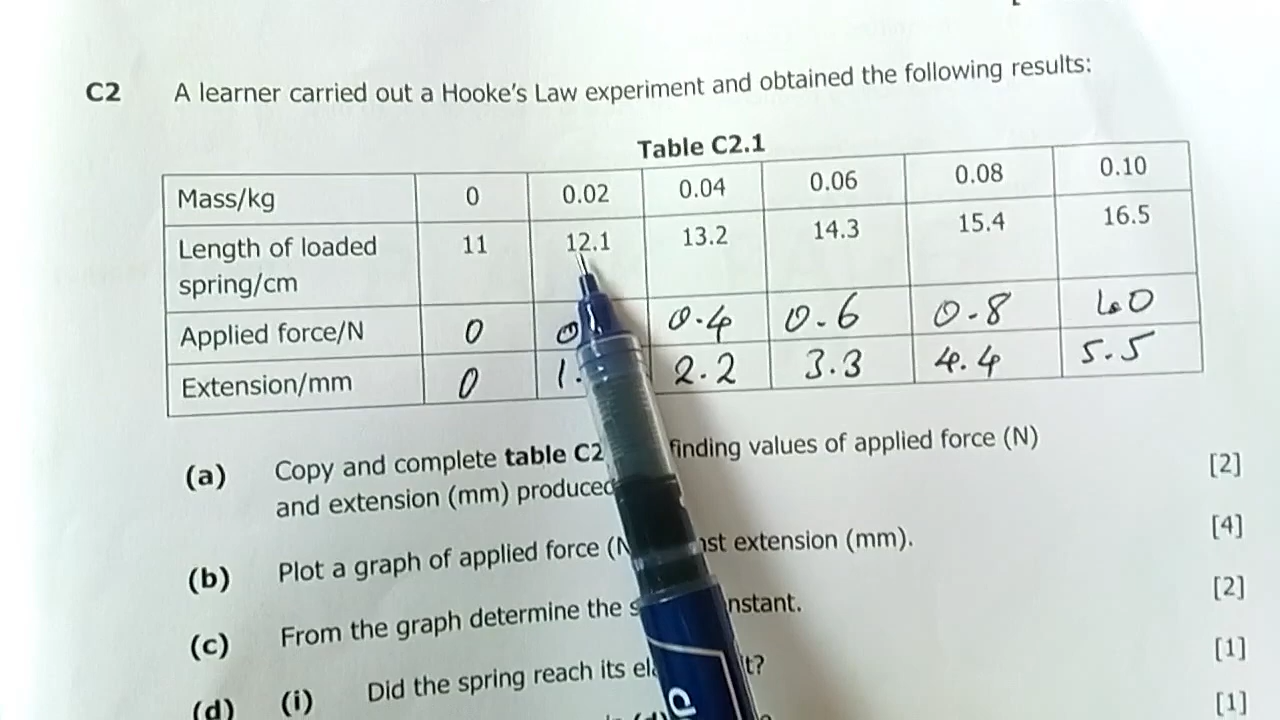 C2 A learner carried out a Hooke's Law experiment and obtained the following results:
Table C2.1
Mass/kg 0 0.02 0.04 0.06 0.08 0.10
Length of loaded spring/cm 11 12.1 13.2 14.3 15.4 16.5
Applied force/N 0 0.4 0.6 0.8 1.0
Extension/mm 0 2.2 3.3 4.4 5.5
(a) Copy and complete table C2 finding values of applied force (N) [2]
and extension (mm) produced
(b) Plot a graph of applied force (N extension (mm). [4]
(c) From the graph determine the [2]
(d) (i) Did the spring reach its [1]
[1]